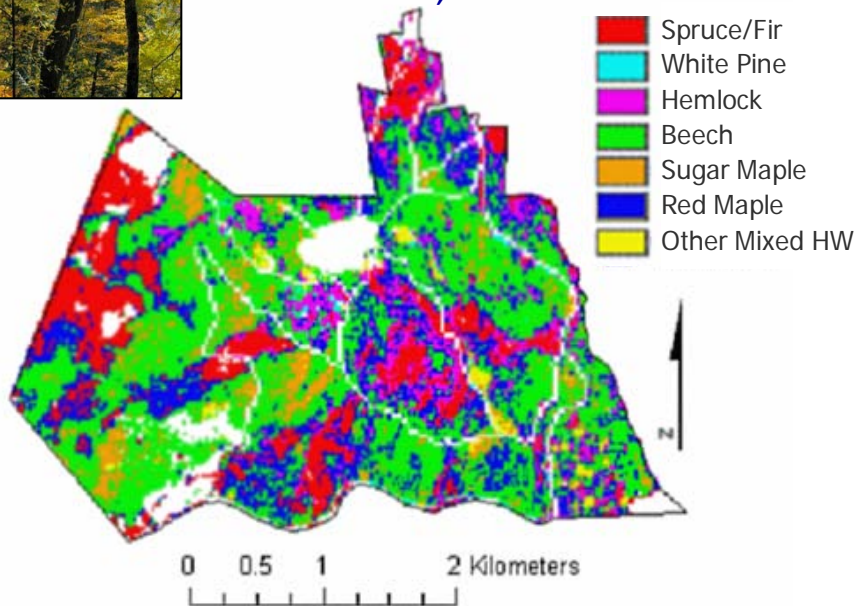 Spruce/Fir
White Pine
Hemlock
Beech
Sugar Maple
Red Maple
Other Mixed HW
N
0 0.5 1 2 Kilometers